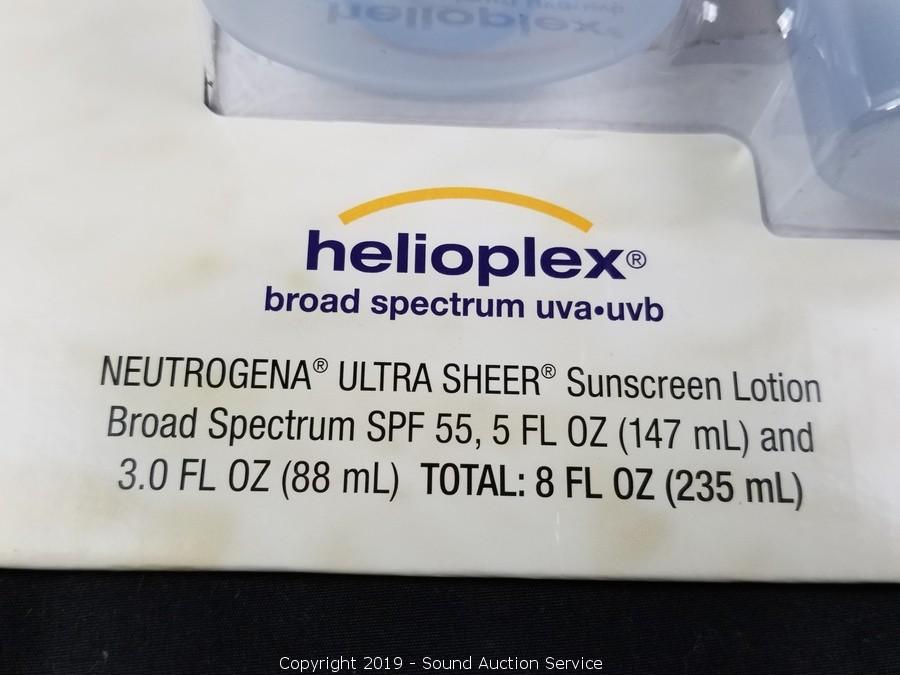 helioplex
helioplex®
broad spectrum uva•uvb
NEUTROGENA® ULTRA SHEER® Sunscreen Lotion
Broad Spectrum SPF 55, 5 FL OZ (147 mL) and
3.0 FL OZ (88 mL) TOTAL: 8 FL OZ (235 mL)
Copyright 2019 - Sound Auction Service